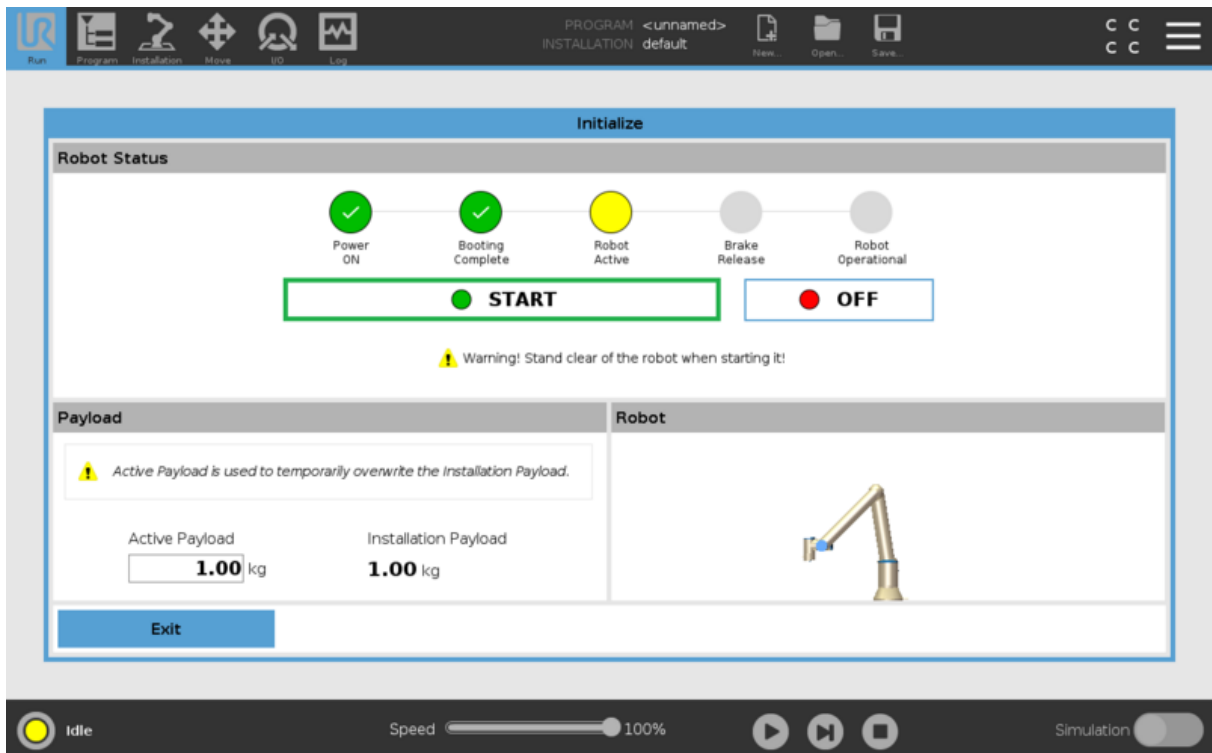 UR
Run
Program
Installation
Move
I/O
Log
PROGRAM <unnamed>
INSTALLATION default
New...
Open...
Save...
C C
C C
Initialize
Robot Status
Power
ON
Booting
Complete
Robot
Active
Brake
Release
Robot
Operational
START
OFF
Warning! Stand clear of the robot when starting it!
Payload
Active Payload is used to temporarily overwrite the Installation Payload.
Active Payload
1.00 kg
Installation Payload
1.00 kg
Robot
Exit
Idle
Speed 100%
Simulation